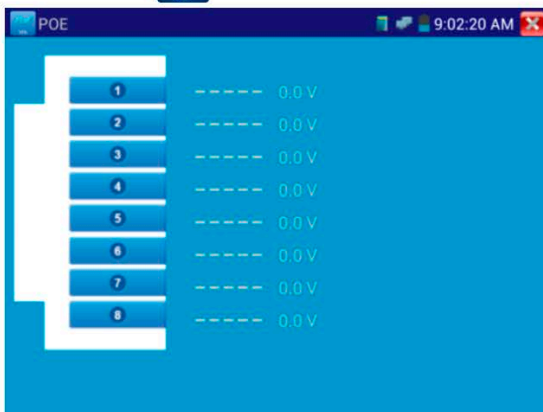 POE 9:02:20 AM
1 ----- 0.0 V
2 ----- 0.0 V
3 ----- 0.0 V
4 ----- 0.0 V
5 ----- 0.0 V
6 ----- 0.0 V
7 ----- 0.0 V
8 ----- 0.0 V